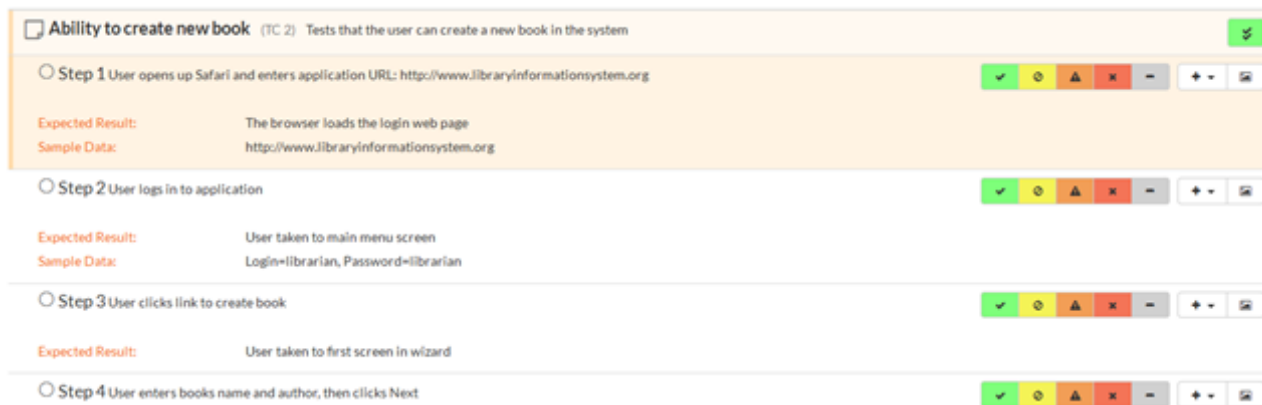 Ability to create new book (TC 2) Tests that the user can create a new book in the system
Step 1 User opens up Safari and enters application URL: http://www.libraryinformationsystem.org
Expected Result: The browser loads the login web page
Sample Data: http://www.libraryinformationsystem.org
Step 2 User logs in to application
Expected Result: User taken to main menu screen
Sample Data: Login=librarian, Password=librarian
Step 3 User clicks link to create book
Expected Result: User taken to first screen in wizard
Step 4 User enters books name and author, then clicks Next